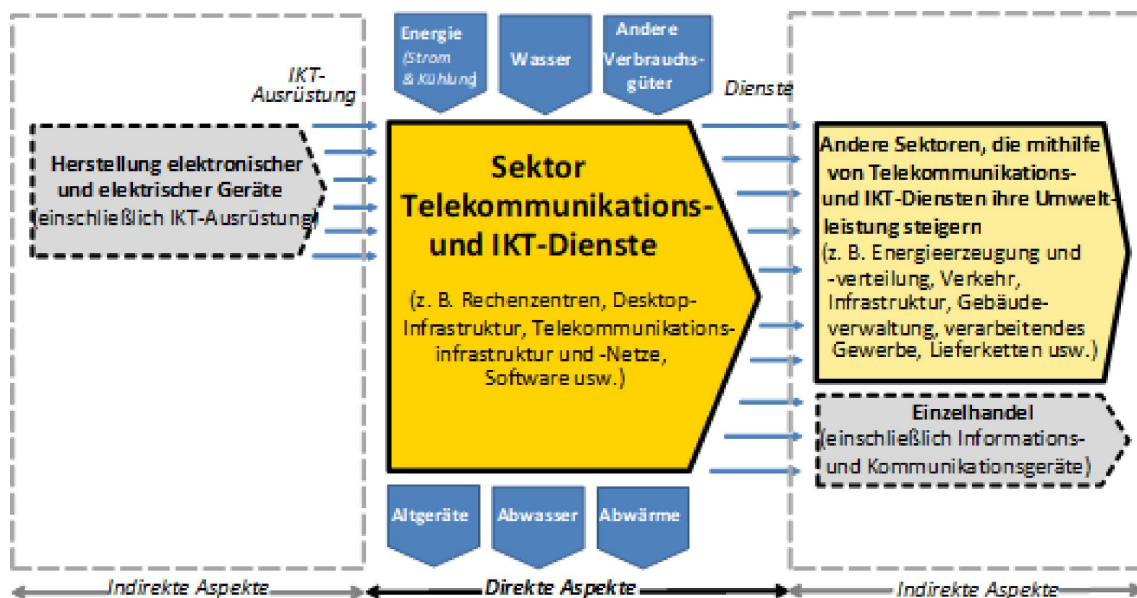 Energie
(Strom
& Kühlung)
Wasser
Andere
Verbrauchs-
güter
IKT-
Ausrüstung
Dienste
Herstellung elektronischer
und elektrischer Geräte
(einschließlich IKT-Ausrüstung)
Sektor
Telekommunikations-
und IKT-Dienste
(z. B. Rechenzentren, Desktop-
Infrastruktur, Telekommunikations-
infrastruktur und -Netze,
Software usw.)
Andere Sektoren, die mithilfe
von Telekommunikations-
und IKT-Diensten ihre Umwelt-
leistung steigern
(z. B. Energieerzeugung und
-verteilung, Verkehr,
Infrastruktur, Gebäude-
verwaltung, verarbeitendes
Gewerbe, Lieferketten usw.)
Einzelhandel
(einschließlich Informations-
und Kommunikationsgeräte)
Altgeräte
Abwasser
Abwärme
Indirekte Aspekte
Direkte Aspekte
Indirekte Aspekte